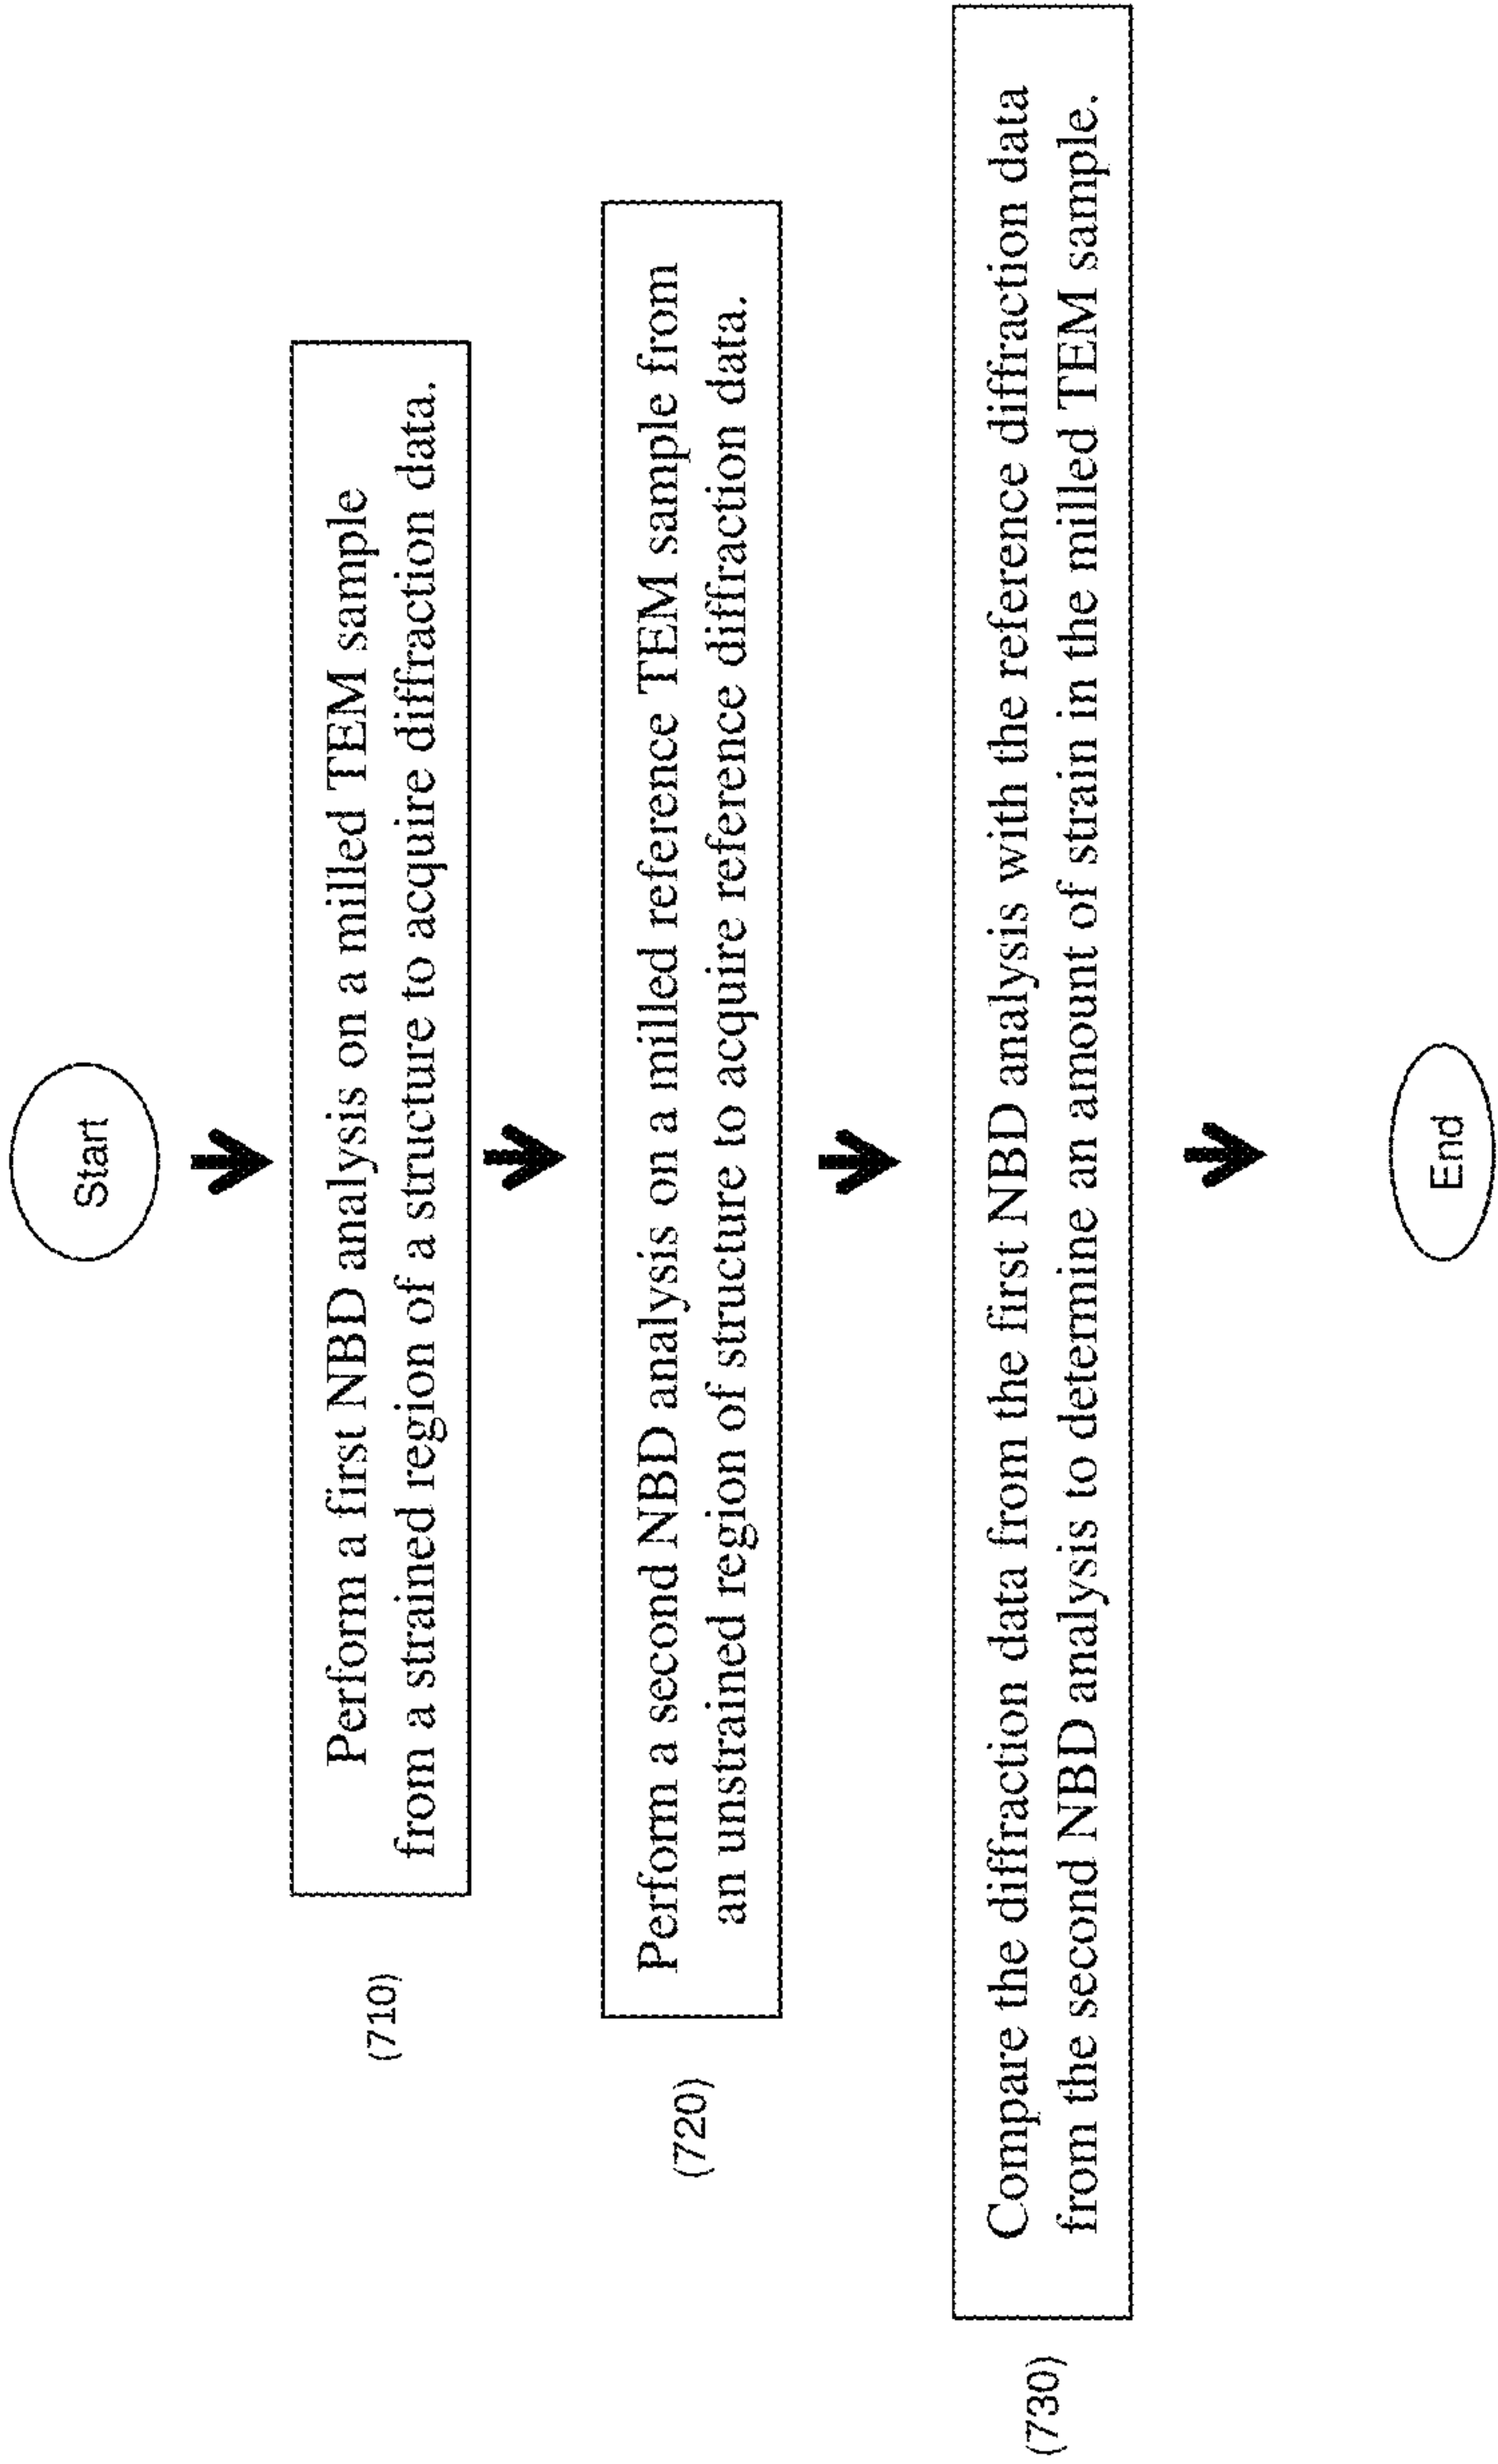 Start
(710)
Perform a first NBD analysis on a milled TEM sample
from a strained region of a structure to acquire diffraction data.
(720)
Perform a second NBD analysis on a milled reference TEM sample from
an unstrained region of structure to acquire reference diffraction data.
(730)
Compare the diffraction data from the first NBD analysis with the reference diffraction data
from the second NBD analysis to determine an amount of strain in the milled TEM sample.
End